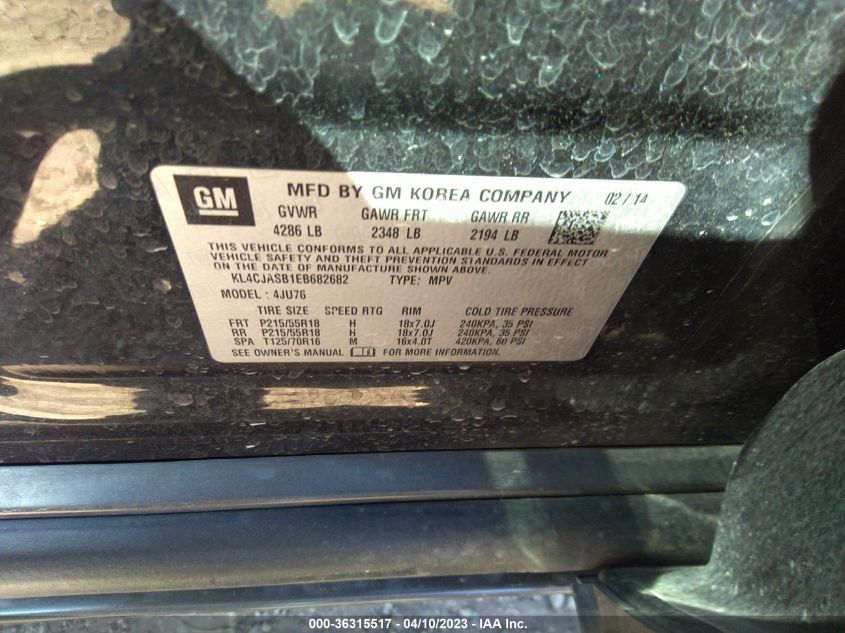 GM
MFD BY GM KOREA COMPANY 02 / 14
GVWR GAWR FRT GAWR RR
4286 LB 2348 LB 2194 LB
THIS VEHICLE CONFORMS TO ALL APPLICABLE U.S. FEDERAL MOTOR
VEHICLE SAFETY AND THEFT PREVENTION STANDARDS IN EFFECT
ON THE DATE OF MANUFACTURE SHOWN ABOVE.
KL4CJASB1EB682682 TYPE: MPV
MODEL : 4JU76
TIRE SIZE SPEED RTG RIM COLD TIRE PRESSURE
FRT P215/55R18 H 18x7.0J 240KPA, 35 PSI
RR P215/55R18 H 18x7.0J 240KPA, 35 PSI
SPA T125/70R16 M 16x4.0T 420KPA, 60 PSI
SEE OWNER'S MANUAL FOR MORE INFORMATION.
000-36315517 - 04/10/2023 - IAA Inc.